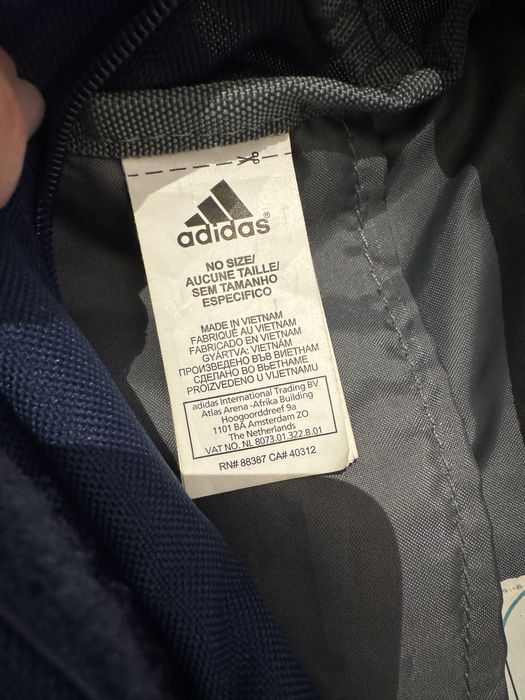 adidas®
NO SIZE/
AUCUNE TAILLE/
SEM TAMANHO
ESPECIFICO
MADE IN VIETNAM
FABRIQUÉ AU VIETNAM
FABRICADO EN VIETNAM
GYÁRTVA: VIETNÁM
ПРОИЗВЕДЕНО ВЪВ ВИЕТНАМ
СДЕЛАНО ВО ВЬЕТНАМЕ
PROIZVEDENO U VIJETNAMU
adidas International Trading BV
Atlas Arena -Afrika Building
Hoogoorddreef 9a
1101 BA Amsterdam ZO
The Netherlands
VAT NO. NL 8073.01.322.B.01
RN# 88387 CA# 40312